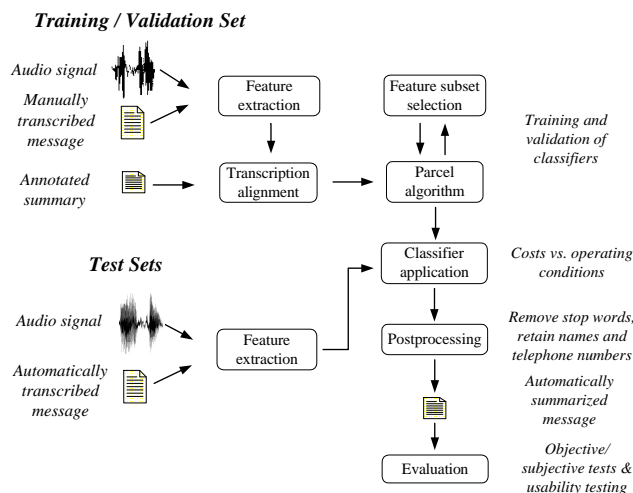 Training / Validation Set
Audio signal
Manually
transcribed
message
Annotated
summary
Feature
extraction
Transcription
alignment
Feature subset
selection
Parcel
algorithm
Training and
validation of
classifiers
Test Sets
Audio signal
Automatically
transcribed
message
Feature
extraction
Classifier
application
Costs vs. operating
conditions
Postprocessing
Remove stop words,
retain names and
telephone numbers
Automatically
summarized
message
Evaluation
Objective/
subjective tests &
usability testing